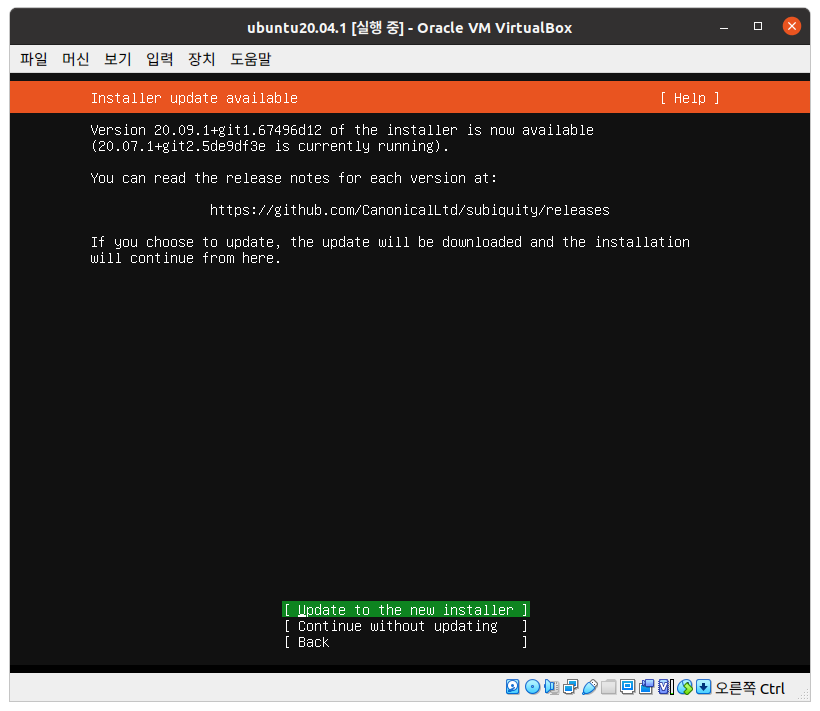 ubuntu20.04.1 [실행 중] - Oracle VM VirtualBox
파일 머신 보기 입력 장치 도움말
Installer update available [ Help ]
Version 20.09.1+git1.67496d12 of the installer is now available
(20.07.1+git2.5de9df3e is currently running).
You can read the release notes for each version at:
https://github.com/CanonicalLtd/subiquity/releases
If you choose to update, the update will be downloaded and the installation
will continue from here.
[ Update to the new installer ]
[ Continue without updating ]
[ Back ]
오른쪽 Ctrl